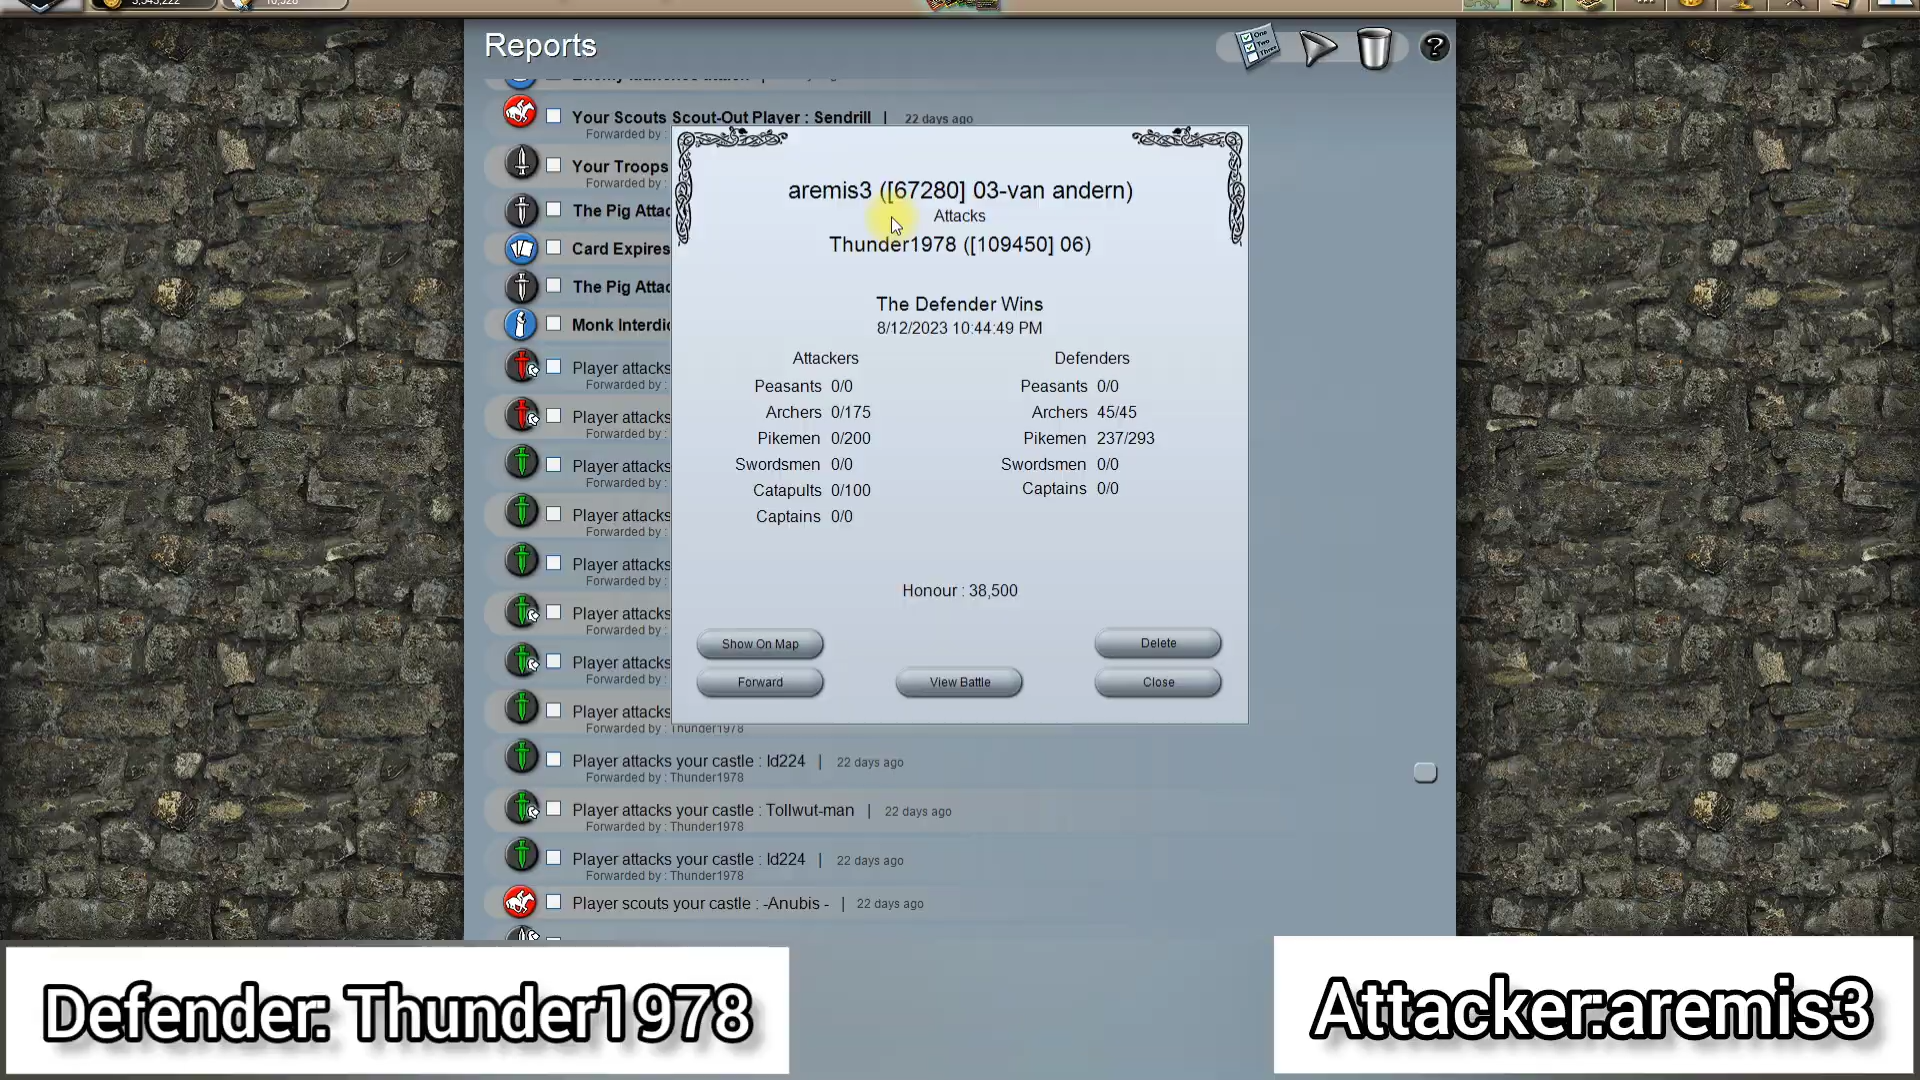 Reports
Your Scouts Scout-Out Player : Sendrill | 22 days ago
Forwarded by :
Your Troops
Forwarded by :
The Pig Attac
Card Expires
The Pig Attac
Monk Interdic
Player attacks
Forwarded by :
Player attacks
Forwarded by :
Player attacks
Forwarded by :
Player attacks
Forwarded by :
Player attacks
Forwarded by :
Player attacks
Forwarded by :
Player attacks
Forwarded by :
Player attacks
Forwarded by : Thunder1978
Player attacks your castle : ld224 | 22 days ago
Forwarded by : Thunder1978
Player attacks your castle : Tollwut-man | 22 days ago
Forwarded by : Thunder1978
Player attacks your castle : ld224 | 22 days ago
Forwarded by : Thunder1978
Player scouts your castle : -Anubis - | 22 days ago
aremis3 ([67280] 03-van andern)
Attacks
Thunder1978 ([109450] 06)
The Defender Wins
8/12/2023 10:44:49 PM
Attackers Defenders
Peasants 0/0 Peasants 0/0
Archers 0/175 Archers 45/45
Pikemen 0/200 Pikemen 237/293
Swordsmen 0/0 Swordsmen 0/0
Catapults 0/100 Captains 0/0
Captains 0/0
Honour : 38,500
Show On Map Delete
Forward View Battle Close
Defender: Thunder1978
Attacker:aremis3